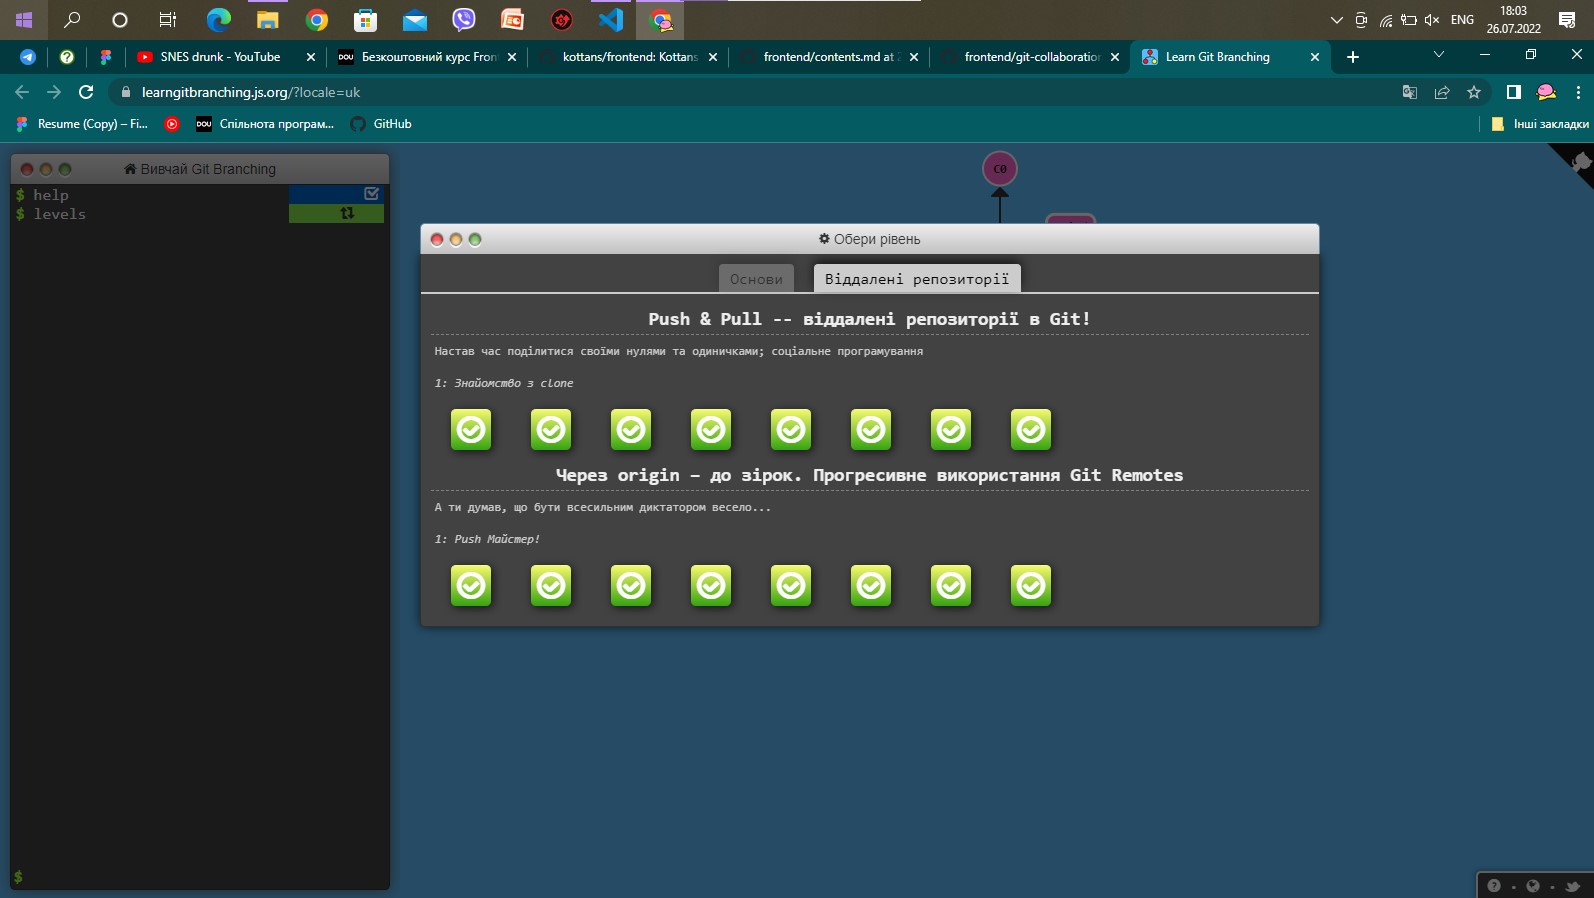 ENG
18:03
26.07.2022
SNES drunk - YouTube
DOU
Безкоштовний курс Fron
kottans/frontend: Kottans
frontend/contents.md at 2
frontend/git-collaboration
Learn Git Branching
learngitbranching.js.org/?locale=uk
Resume (Copy) – Fi...
DOU
Спільнота програм...
GitHub
Інші закладки
Вивчай Git Branching
$ help
$ levels
$
C0
Обери рівень
Основи
Віддалені репозиторії
Push & Pull -- віддалені репозиторії в Git!
Настав час поділитися своїми нулями та одиничками; соціальне програмування
1: Знайомство з clone
Через origin – до зірок. Прогресивне використання Git Remotes
А ти думав, що бути всесильним диктатором весело...
1: Push Майстер!